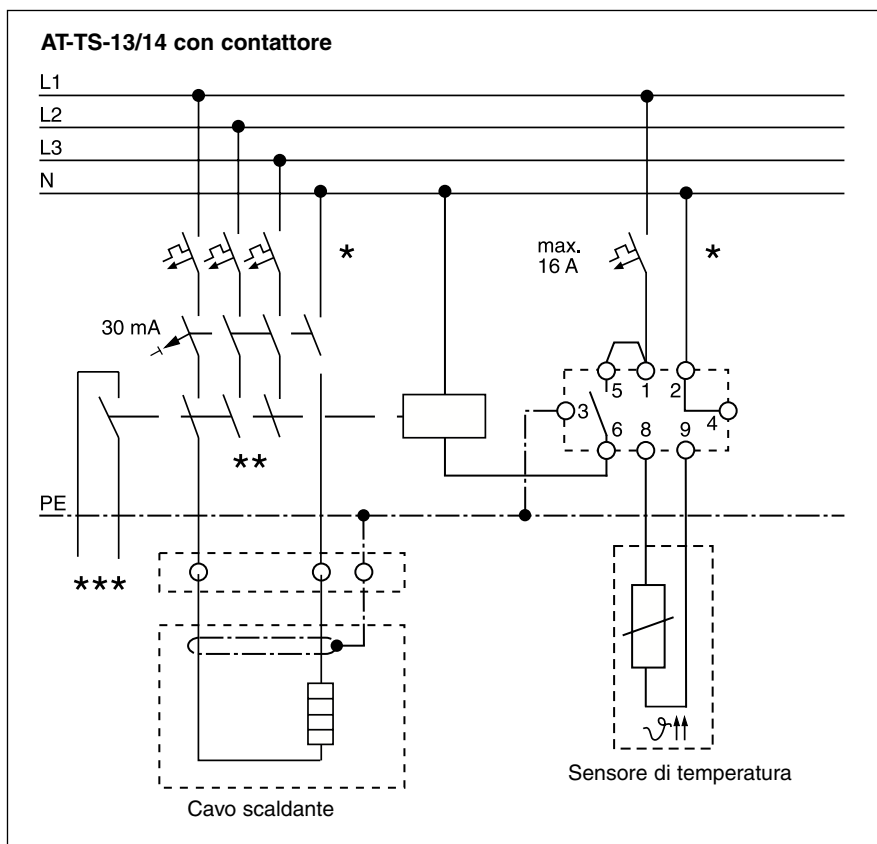 AT-TS-13/14 con contattore
L1
L2
L3
N
*
max.
16 A
*
30 mA
5 1 2
3
4
6 8 9
**
PE
***
ϑ
Sensore di temperatura
Cavo scaldante